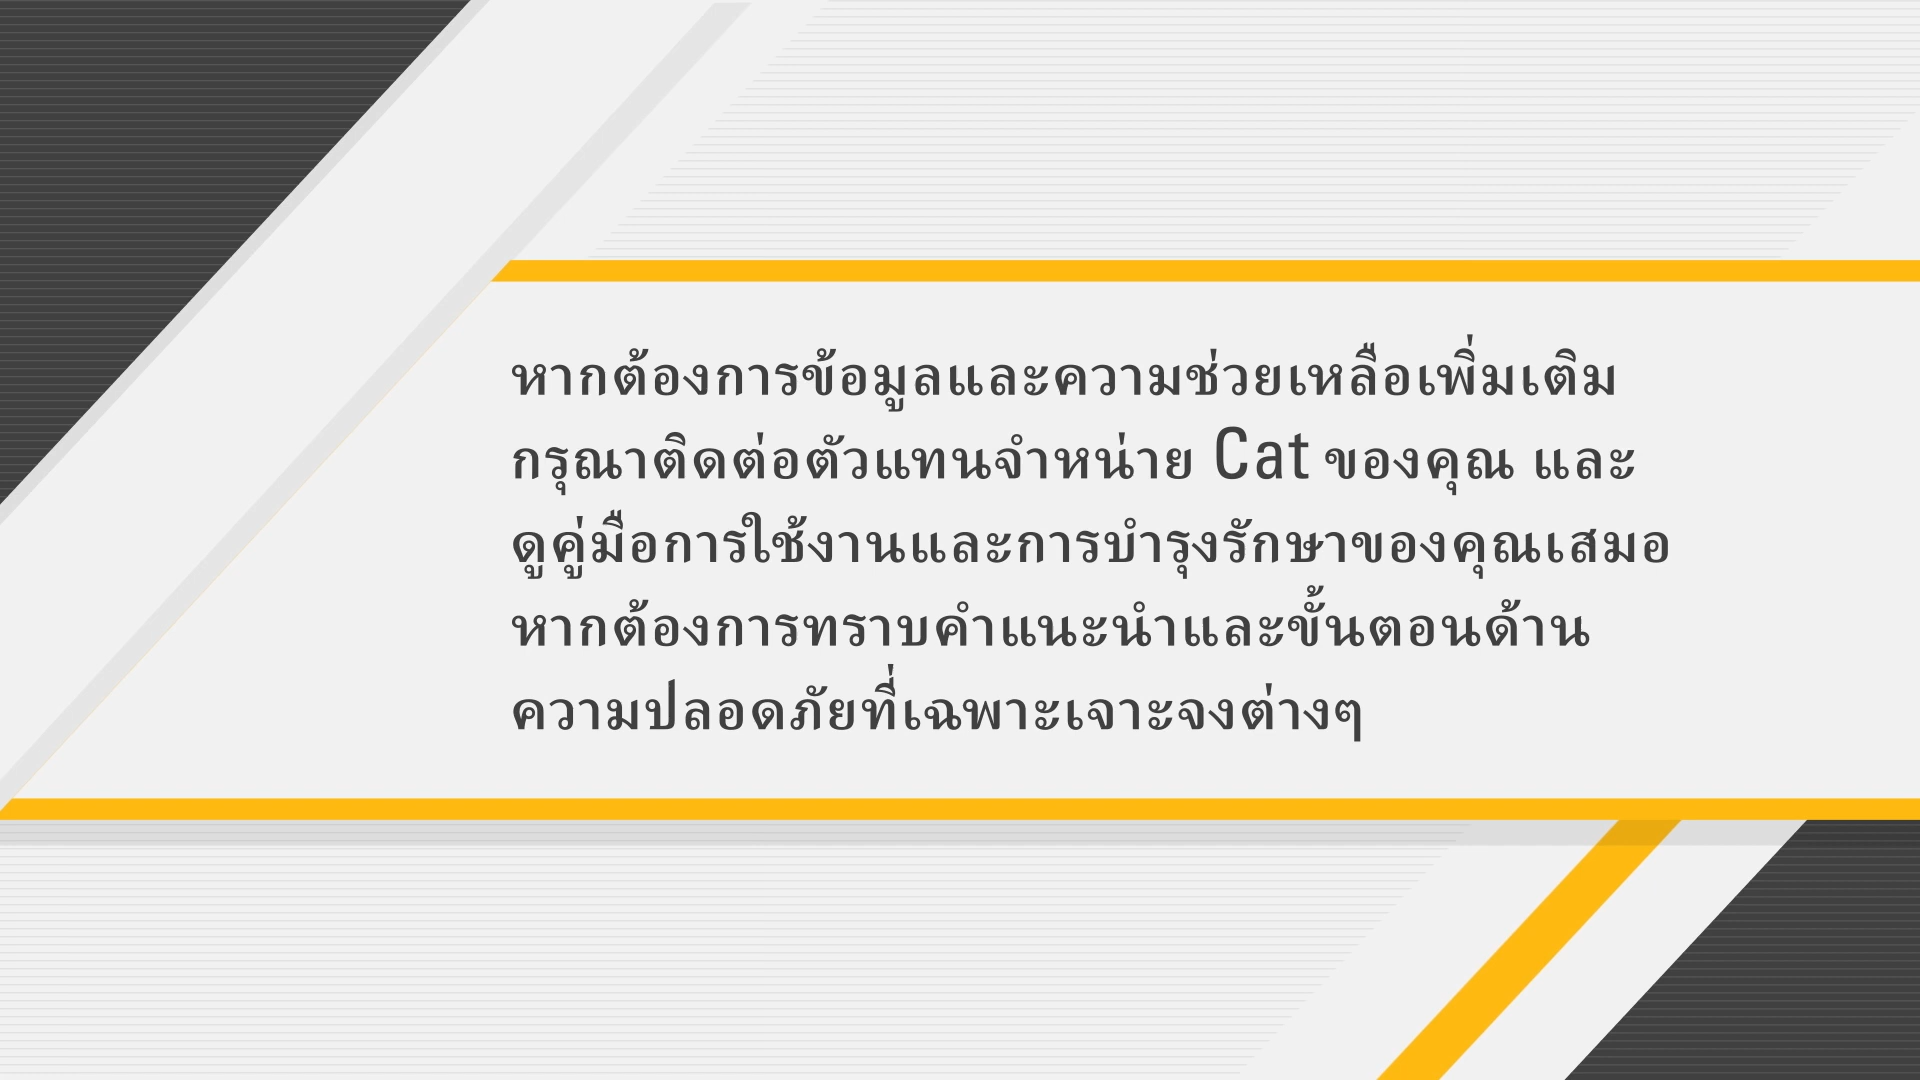 หากต้องการข้อมูลและความช่วยเหลือเพิ่มเติม
กรุณาติดต่อตัวแทนจำหน่าย Cat ของคุณ และ
ดูคู่มือการใช้งานและการบำรุงรักษาของคุณเสมอ
หากต้องการทราบคำแนะนำและขั้นตอนด้าน
ความปลอดภัยที่เฉพาะเจาะจงต่างๆ